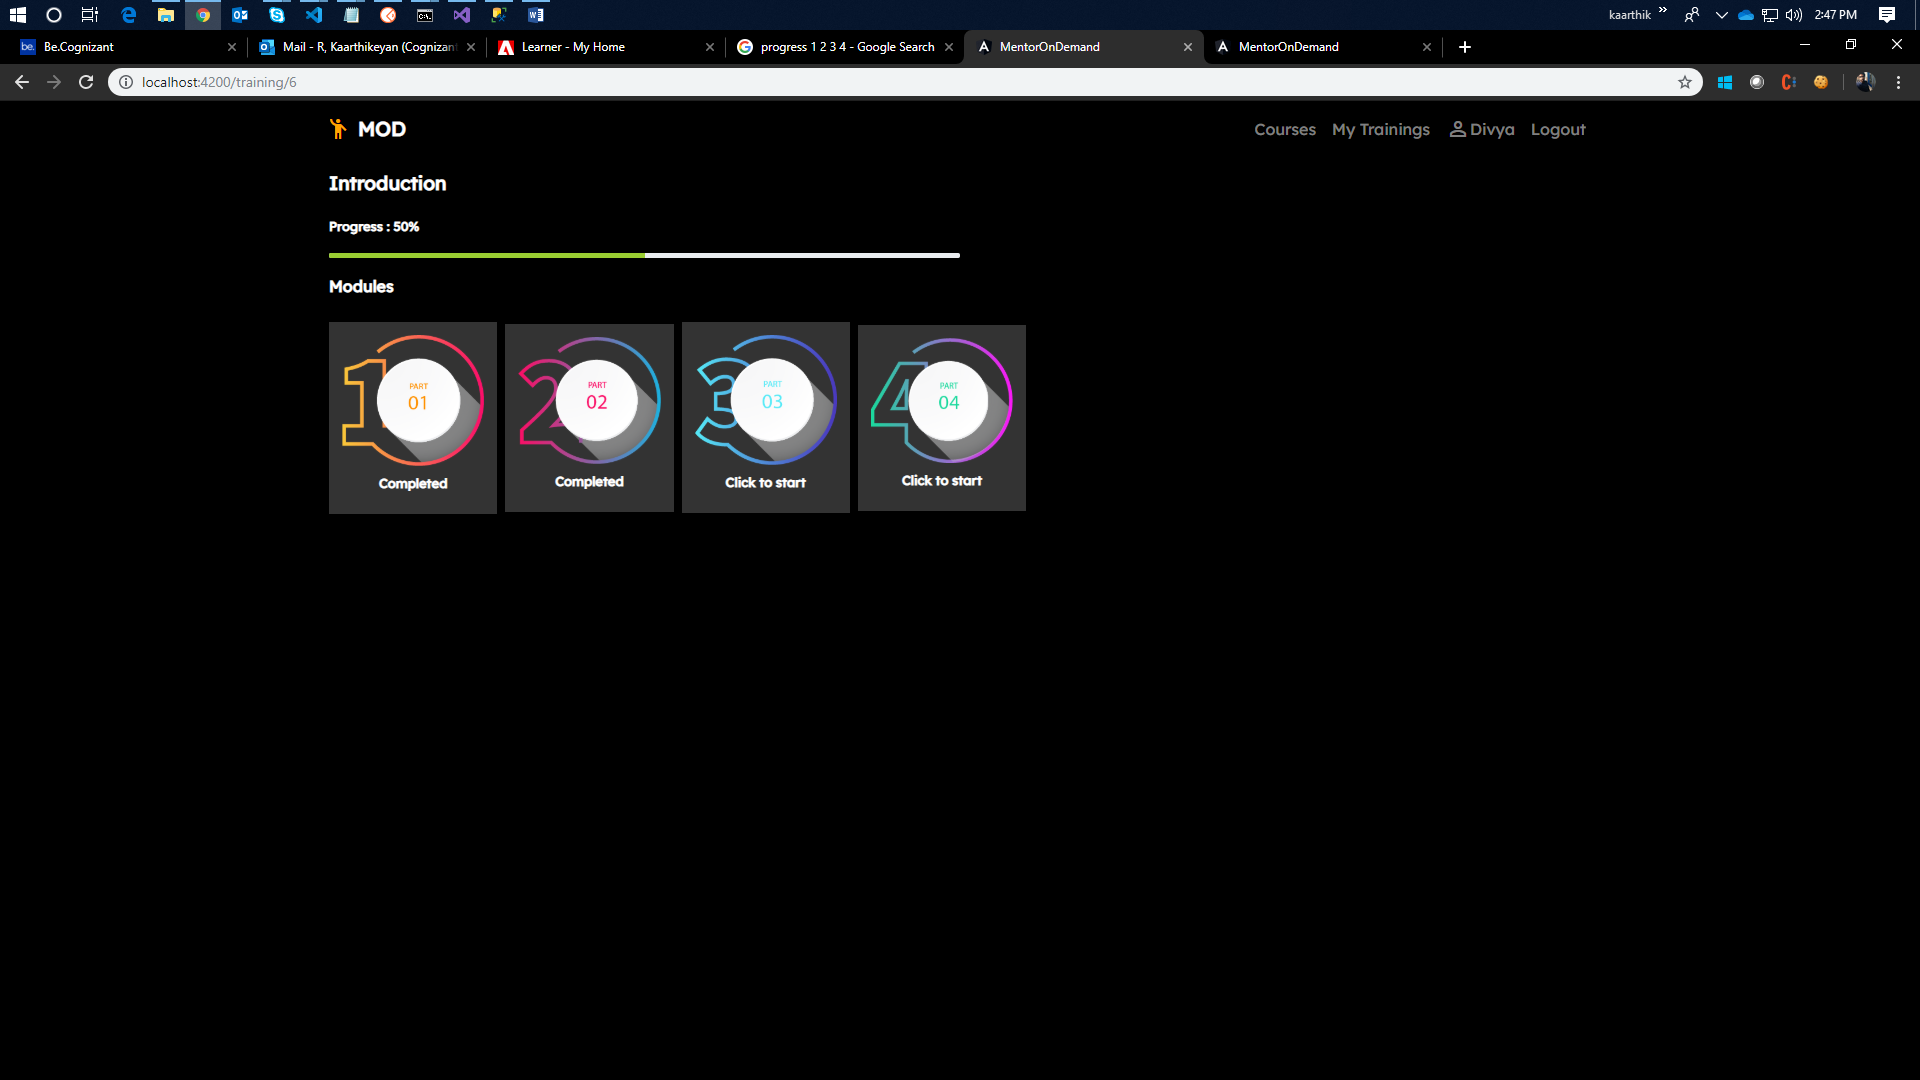 kaarthik
2:47 PM
be. Be.Cognizant
Mail - R, Kaarthikeyan (Cognizant
Learner - My Home
progress 1 2 3 4 - Google Search
MentorOnDemand
MentorOnDemand
localhost:4200/training/6
MOD
Courses My Trainings Divya Logout
Introduction
Progress : 50%
Modules
1 PART 01
2 PART 02
3 PART 03
4 PART 04
Completed
Completed
Click to start
Click to start